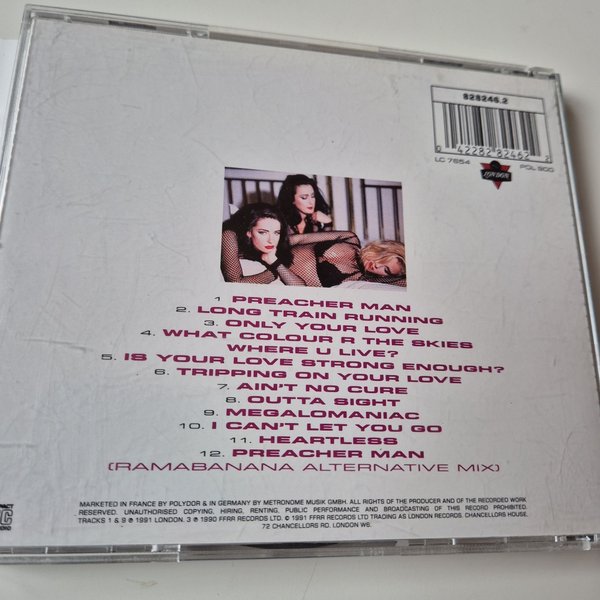 828246.2
0 42282 82462 2
LC 7654
POL 900
LONDON
1. PREACHER MAN
2. LONG TRAIN RUNNING
3. ONLY YOUR LOVE
4. WHAT COLOUR R THE SKIES
WHERE U LIVE?
5. IS YOUR LOVE STRONG ENOUGH?
6. TRIPPING ON YOUR LOVE
7. AIN'T NO CURE
8. OUTTA SIGHT
9. MEGALOMANIAC
10. I CAN'T LET YOU GO
11. HEARTLESS
12. PREACHER MAN
(RAMABANANA ALTERNATIVE MIX)
MARKETED IN FRANCE BY POLYDOR & IN GERMANY BY METRONOME MUSIK GMBH. ALL RIGHTS OF THE PRODUCER AND OF THE RECORDED WORK
RESERVED. UNAUTHORISED COPYING, HIRING, RENTING, PUBLIC PERFORMANCE AND BROADCASTING OF THIS RECORD PROHIBITED.
TRACKS 1 & 9 ℗ 1991 LONDON. 3 ℗ 1990 FFRR RECORDS LTD. © 1991 FFRR RECORDS LTD TRADING AS LONDON RECORDS. CHANCELLORS HOUSE,
72 CHANCELLORS RD. LONDON W6.